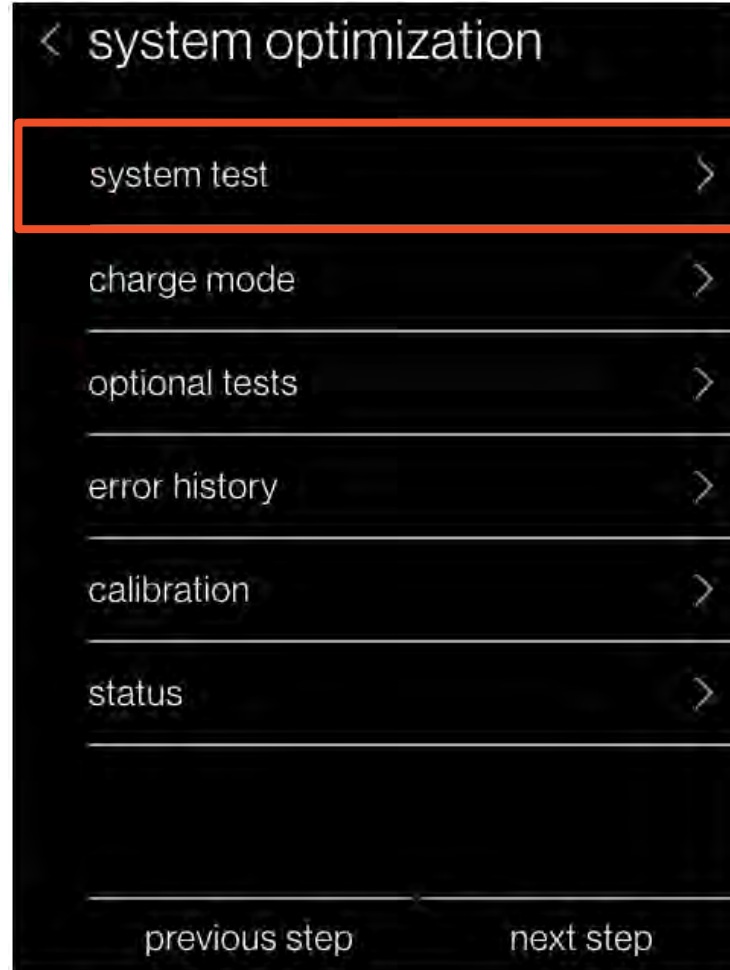 system optimization
system test
charge mode
optional tests
error history
calibration
status
previous step next step